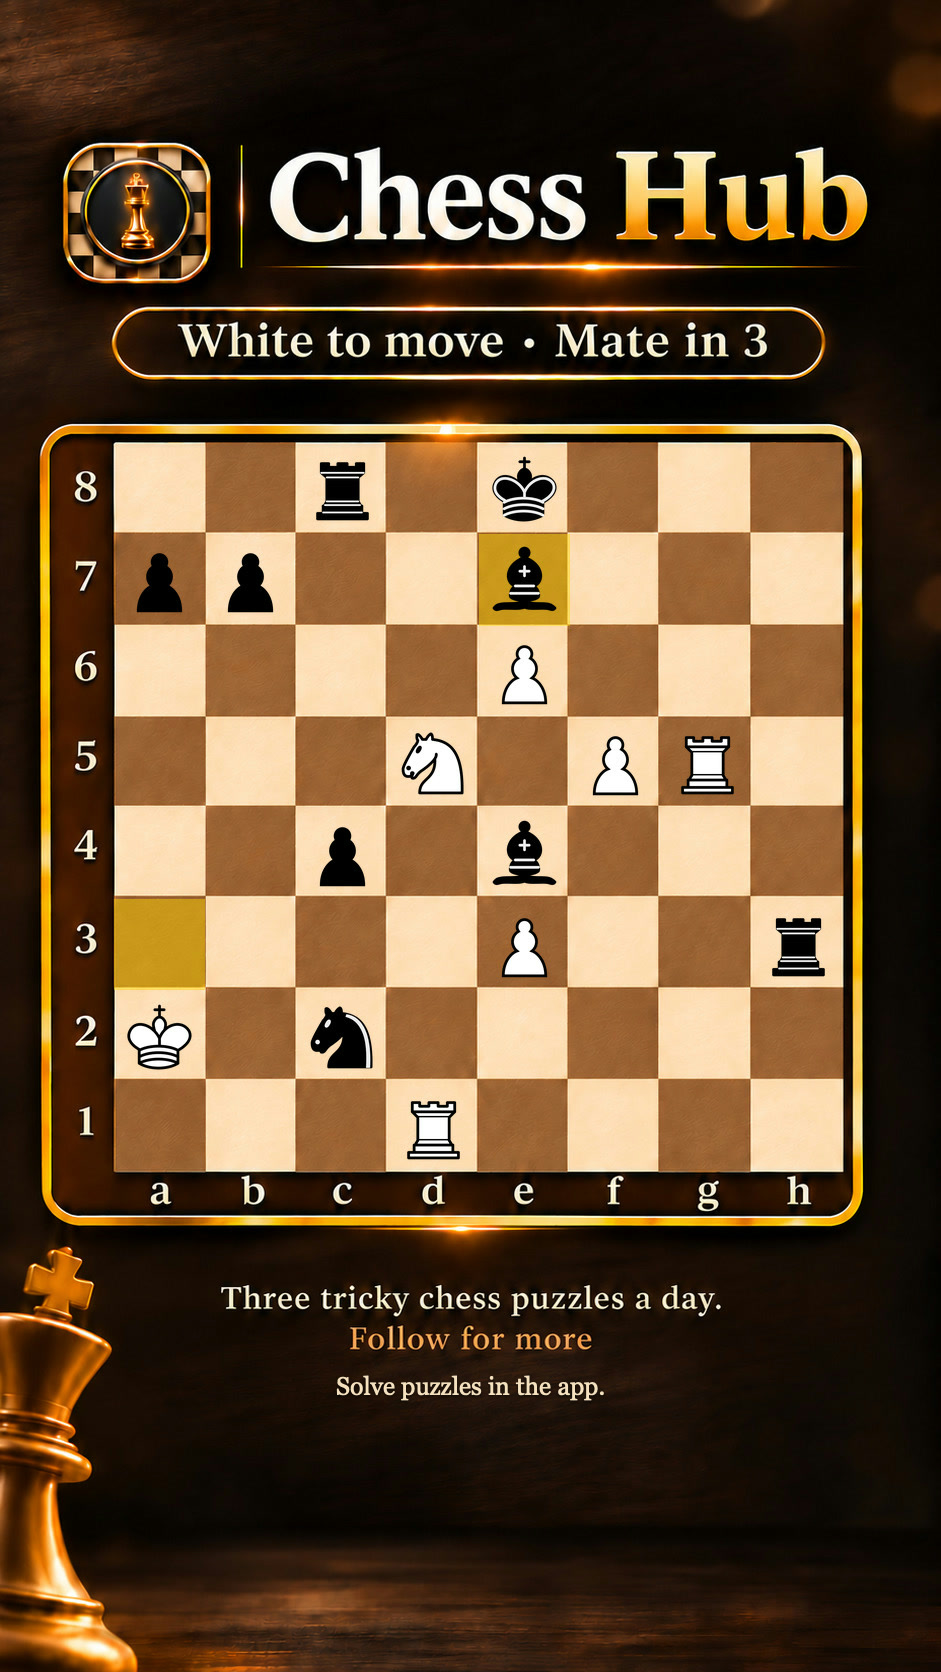 Chess Hub
White to move • Mate in 3
8
7
6
5
4
3
2
1
a b c d e f g h
Three tricky chess puzzles a day.
Follow for more
Solve puzzles in the app.